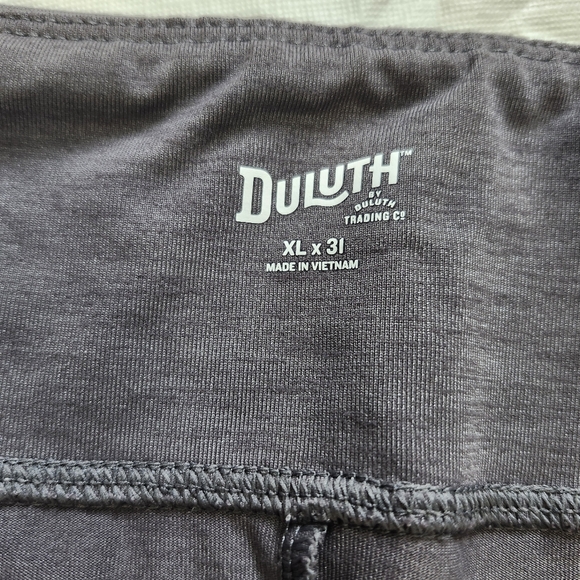 DULUTH™
BY
DULUTH
TRADING Co
XL x 31
MADE IN VIETNAM